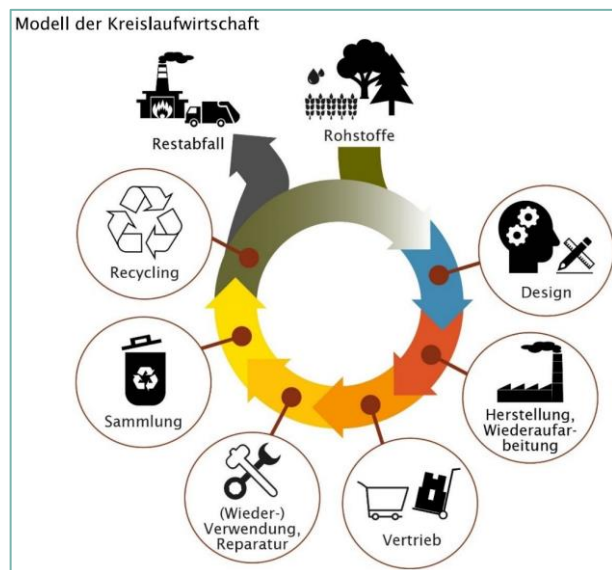 Modell der Kreislaufwirtschaft
Restabfall
Rohstoffe
Recycling
Design
Sammlung
Herstellung,
Wiederaufar-
beitung
(Wieder-)
Verwendung,
Reparatur
Vertrieb